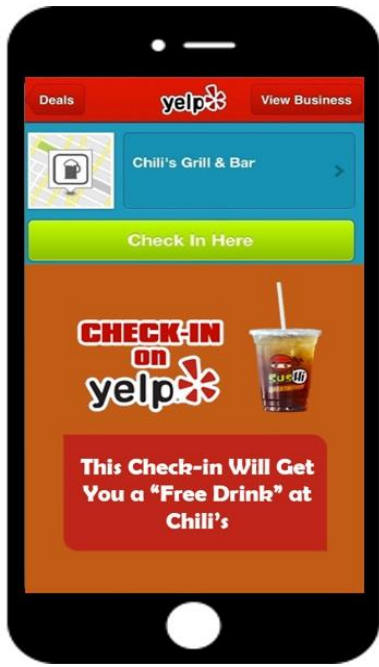 Deals
yelp
View Business
Chili's Grill & Bar
Check In Here
CHECK-IN
on
yelp
SUSHI
This Check-in Will Get
You a "Free Drink" at
Chili's